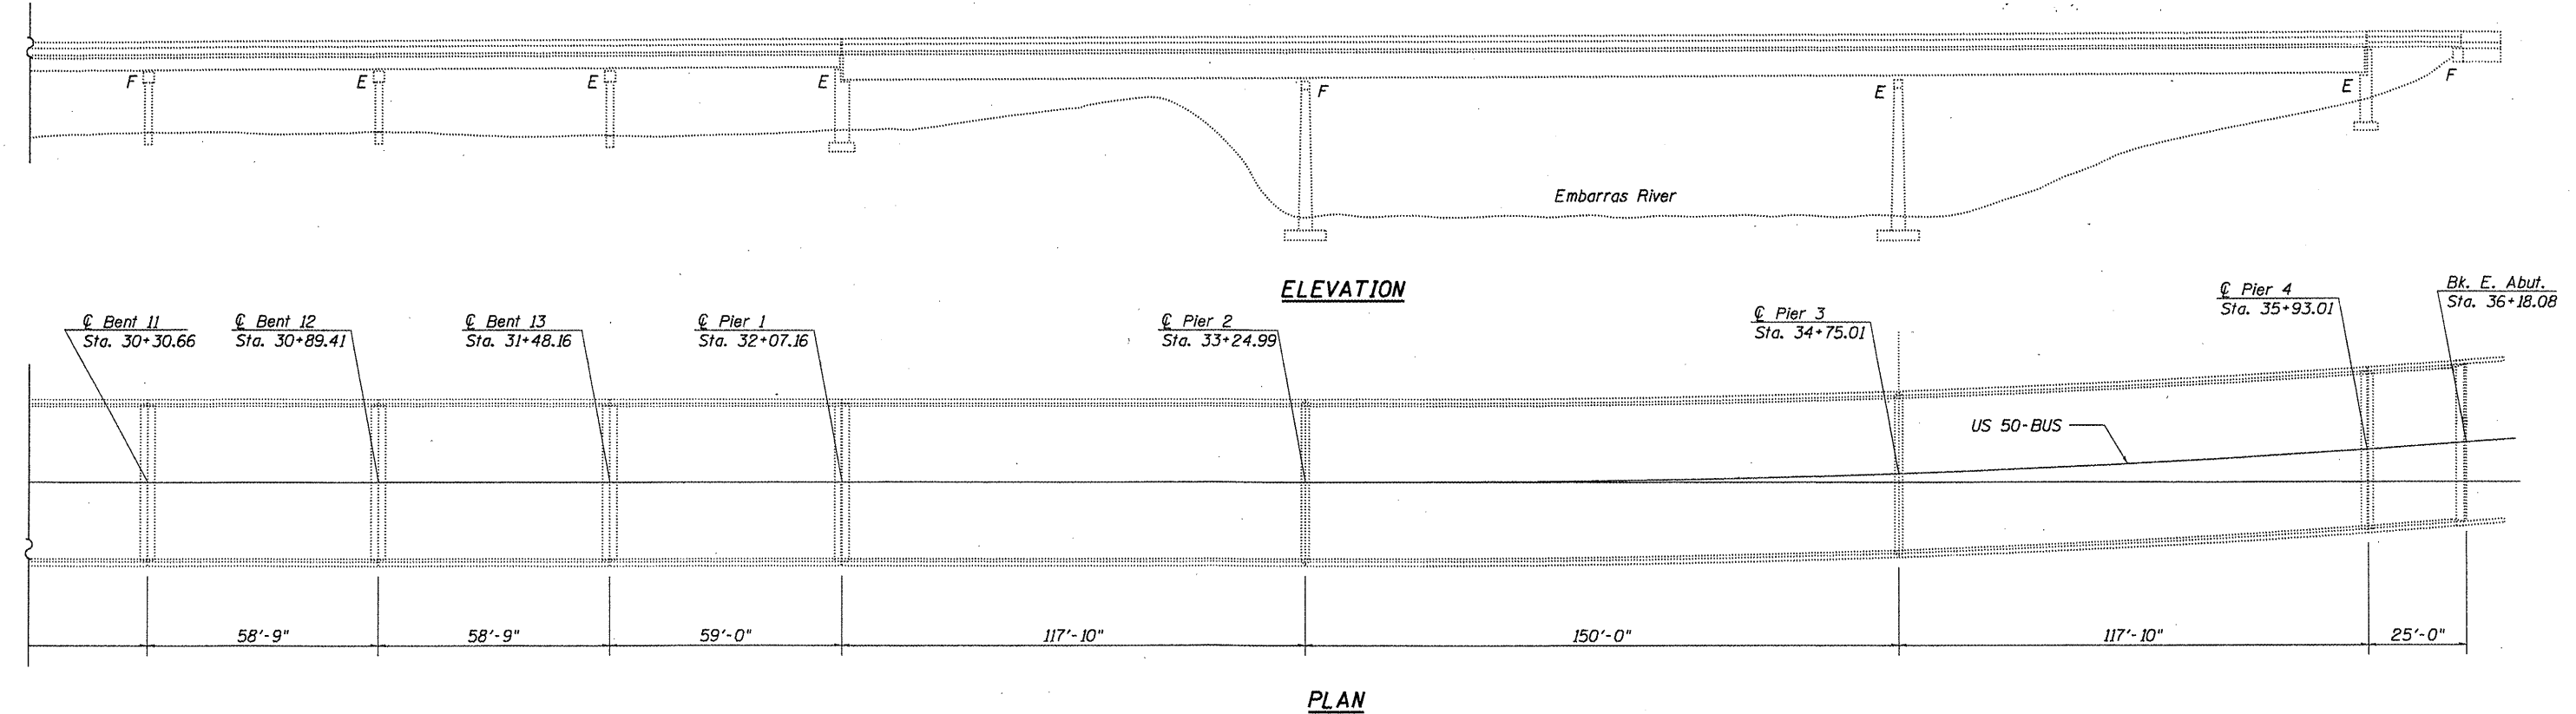 F E E E F E E F
Embarras River
ELEVATION
℄ Bent 11
Sta. 30+30.66
℄ Bent 12
Sta. 30+89.41
℄ Bent 13
Sta. 31+48.16
℄ Pier 1
Sta. 32+07.16
℄ Pier 2
Sta. 33+24.99
℄ Pier 3
Sta. 34+75.01
℄ Pier 4
Sta. 35+93.01
Bk. E. Abut.
Sta. 36+18.08
US 50-BUS
58'-9" 58'-9" 59'-0" 117'-10" 150'-0" 117'-10" 25'-0"
PLAN